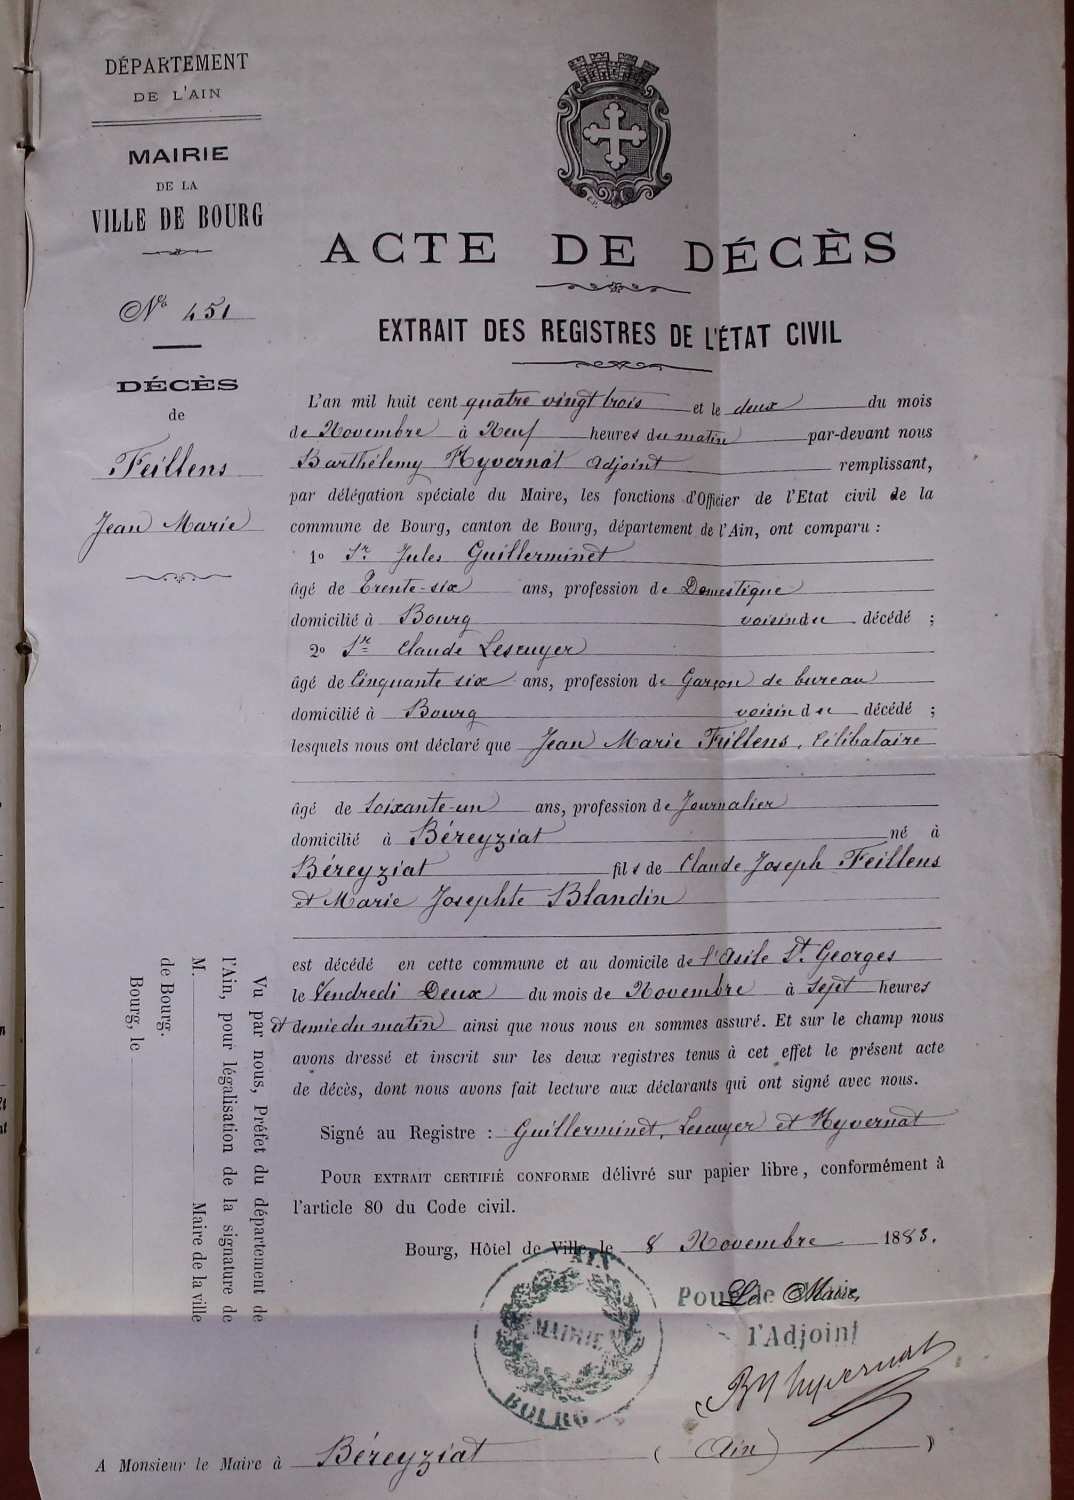 DÉPARTEMENT
DE L'AIN
MAIRIE
DE LA
VILLE DE BOURG
No 451
DÉCÈS
de
Feillens
Jean Marie
ACTE DE DÉCÈS
EXTRAIT DES REGISTRES DE L'ÉTAT CIVIL
L'an mil huit cent quatre vingt trois et le deux du mois
de Novembre à Neuf heures du matin par-devant nous
Barthélemy Hyvernat Adjoint remplissant,
par délégation spéciale du Maire, les fonctions d'Officier de l'Etat civil de la
commune de Bourg, canton de Bourg, département de l'Ain, ont comparu :
1º Sr. Jules Guillerminet
âgé de Trente-six ans, profession de Domestique
domicilié à Bourg voisin du décédé ;
2º Sr. Claude Lescuyer
âgé de Cinquante six ans, profession de Garçon de bureau
domicilié à Bourg voisin du décédé ;
lesquels nous ont déclaré que Jean Marie Feillens, Célibataire
âgé de Soixante-un ans, profession de Journalier
domicilié à Béreyziat né à
Béreyziat fils de Claude Joseph Feillens
et Marie Josephte Blandin
est décédé en cette commune et au domicile de l'Asile St. Georges
le Vendredi Deux du mois de Novembre à sept heures
et demie du matin ainsi que nous nous en sommes assuré. Et sur le champ nous
avons dressé et inscrit sur les deux registres tenus à cet effet le présent acte
de décès, dont nous avons fait lecture aux déclarants qui ont signé avec nous.
Signé au Registre : Guillerminet, Lescuyer et Hyvernat
POUR EXTRAIT CERTIFIÉ CONFORME délivré sur papier libre, conformément à
l'article 80 du Code civil.
Bourg, Hôtel de Ville, le 8 Novembre 1883.
Le Maire,
Pour le
l'Adjoint
BY hyvernat
AIN
MAIRIE
BOURG
A Monsieur le Maire à Béreyziat (Ain)
Vu par nous, Préfet du département de
l'Ain, pour légalisation de la signature de
M. Maire de la ville
de Bourg.
Bourg, le